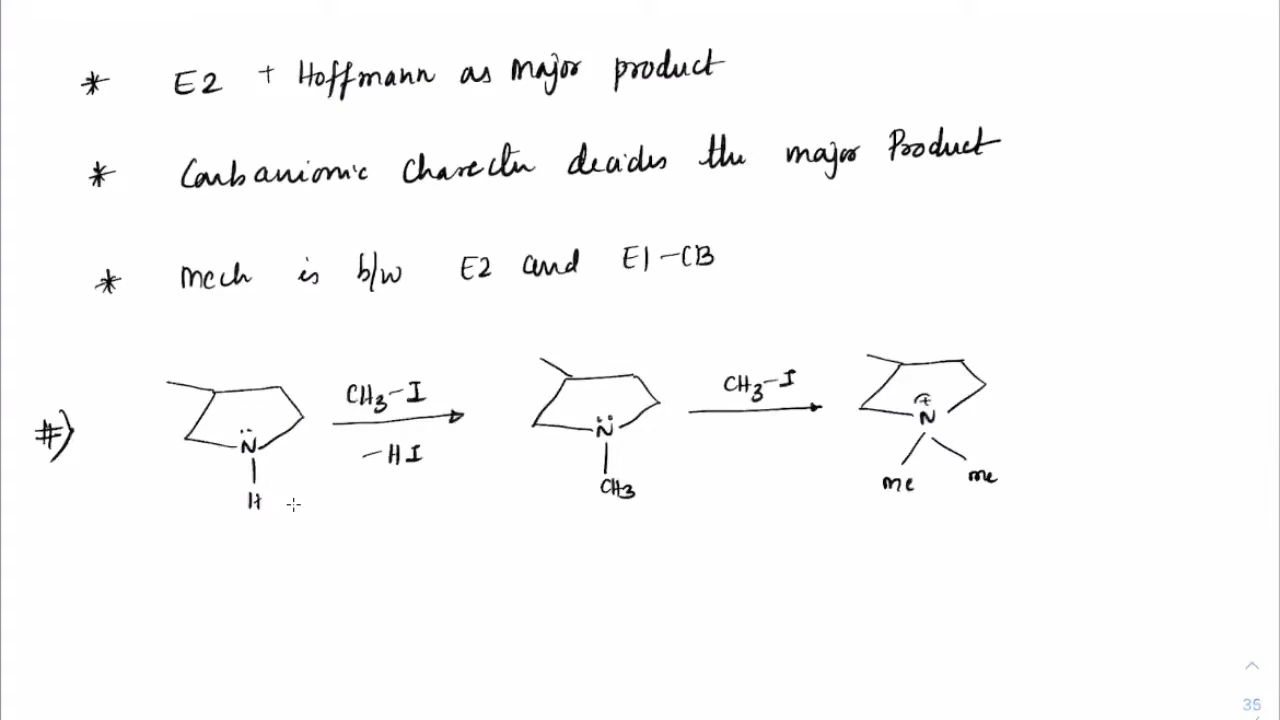 * E2 + Hoffmann as major product
* Carbanionic Charectr decides the major Product
* Mech is b/w E2 and E1-CB
#) CH3-I CH3-I
-HI
N N N
H CH3 me me
35